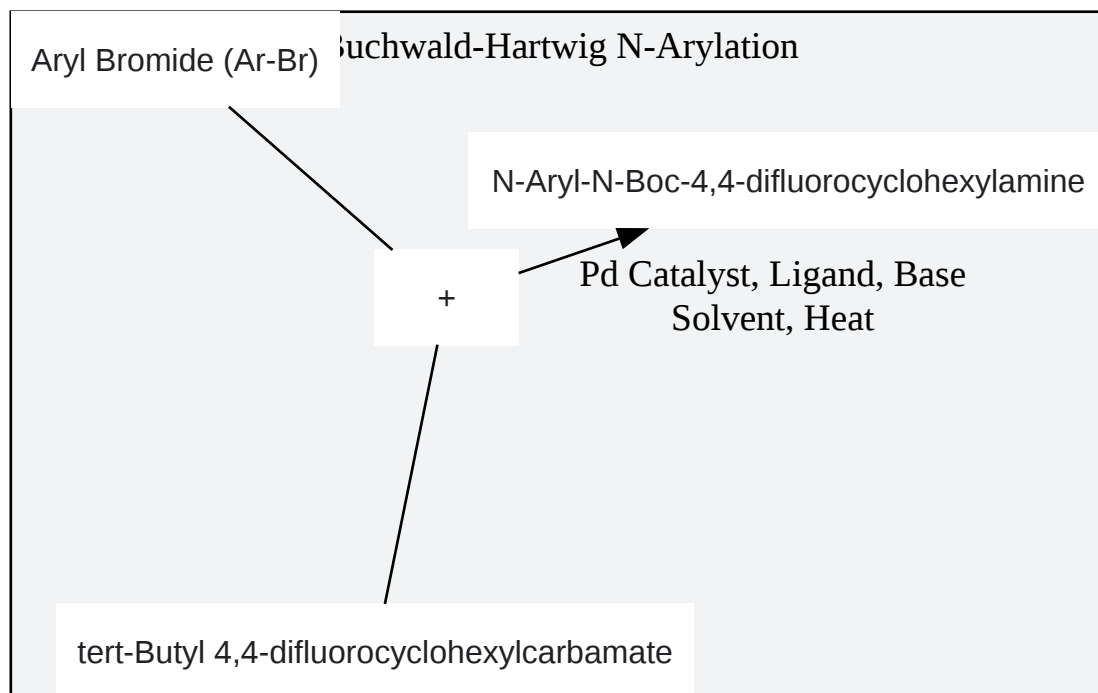 Buchwald-Hartwig N-Arylation
Aryl Bromide (Ar-Br)
N-Aryl-N-Boc-4,4-difluorocyclohexylamine
+
Pd Catalyst, Ligand, Base
Solvent, Heat
tert-Butyl 4,4-difluorocyclohexylcarbamate